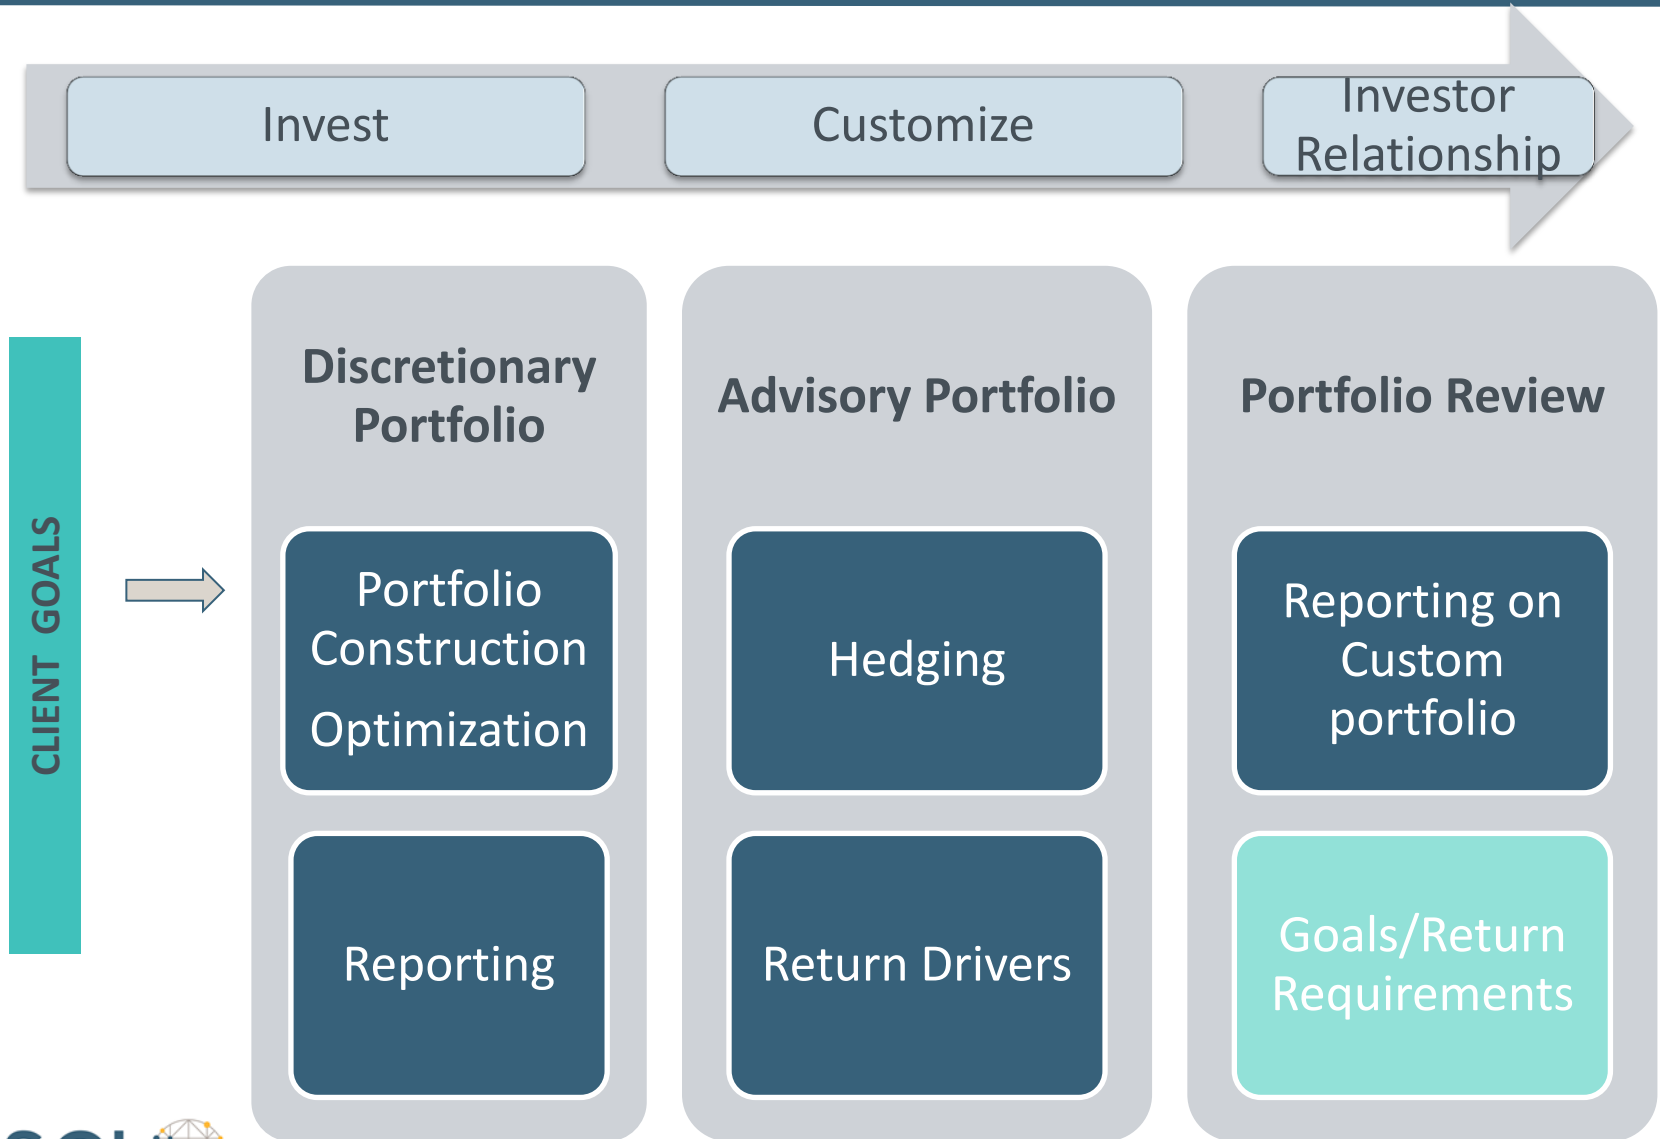 Invest
Customize
Investor
Relationship
CLIENT GOALS
Discretionary
Portfolio
Portfolio
Construction
Optimization
Reporting
Advisory Portfolio
Hedging
Return Drivers
Portfolio Review
Reporting on
Custom
portfolio
Goals/Return
Requirements